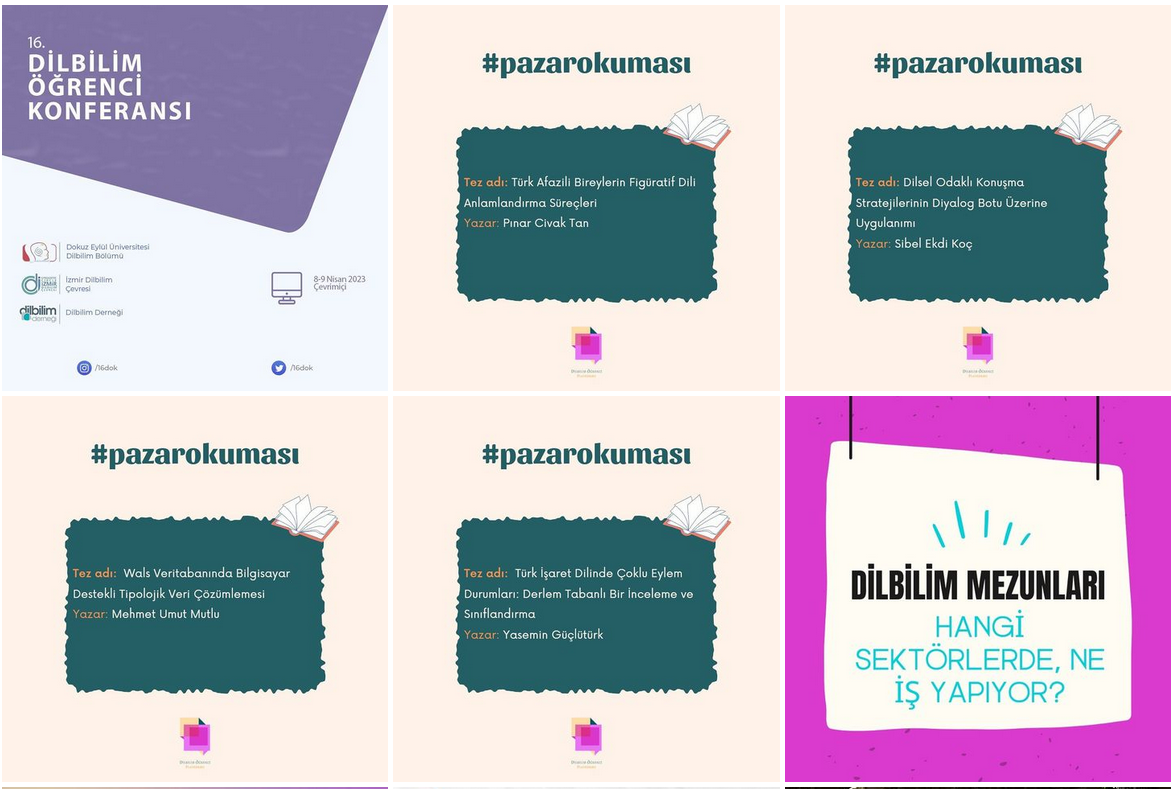 16.
DİLBİLİM
ÖĞRENCİ
KONFERANSI
Dokuz Eylül Üniversitesi
Dilbilim Bölümü
İzmir Dilbilim
Çevresi
dilbilim
derneği
Dilbilim Derneği
8-9 Nisan 2023
Çevrimiçi
/16dok
/16dok
#pazarokuması
Tez adı: Türk Afazili Bireylerin Figüratif Dili
Anlamlandırma Süreçleri
Yazar: Pınar Civak Tan
#pazarokuması
Tez adı: Dilsel Odaklı Konuşma
Stratejilerinin Diyalog Botu Üzerine
Uygulanımı
Yazar: Sibel Ekdi Koç
#pazarokuması
Tez adı: Wals Veritabanında Bilgisayar
Destekli Tipolojik Veri Çözümlemesi
Yazar: Mehmet Umut Mutlu
#pazarokuması
Tez adı: Türk İşaret Dilinde Çoklu Eylem
Durumları: Derlem Tabanlı Bir İnceleme ve
Sınıflandırma
Yazar: Yasemin Güçlütürk
DİLBİLİM MEZUNLARI
HANGİ
SEKTÖRLERDE, NE
İŞ YAPIYOR?